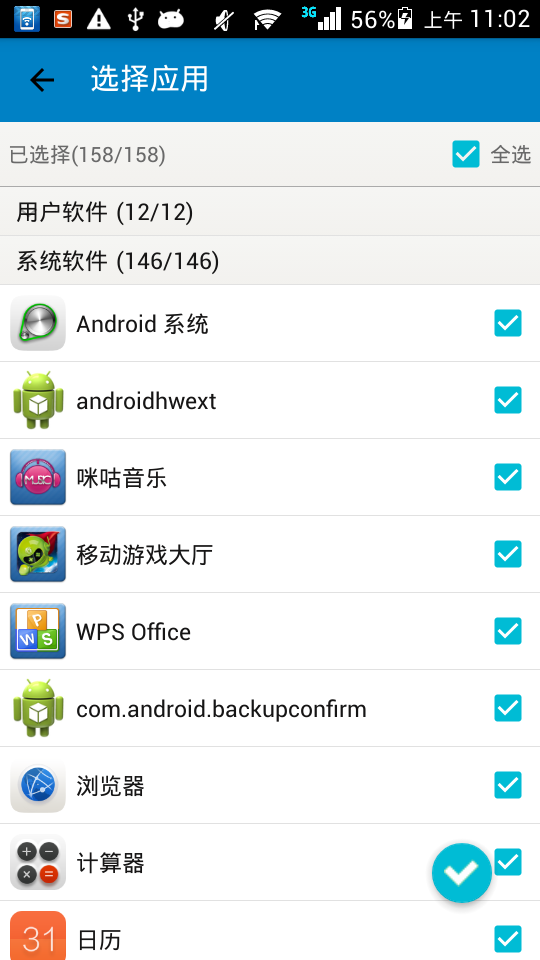 3G 56% 上午 11:02
选择应用
已选择(158/158) 全选
用户软件 (12/12)
系统软件 (146/146)
Android 系统
androidhwext
MUSIC 咪咕音乐
移动游戏大厅
P W S WPS Office
com.android.backupconfirm
浏览器
计算器
31 日历